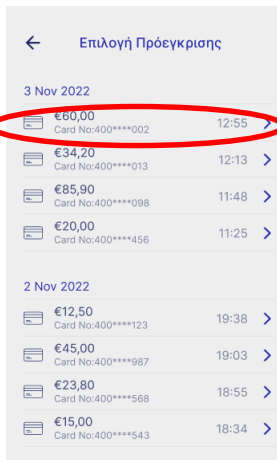 Επιλογή Πρόεγκρισης
3 Nov 2022
€60,00
Card No:400****002
12:55
€34,20
Card No:400****013
12:13
€85,90
Card No:400****098
11:48
€20,00
Card No:400****456
11:25
2 Nov 2022
€12,50
Card No:400****123
19:38
€45,00
Card No:400****987
19:03
€23,80
Card No:400****568
18:55
€15,00
Card No:400****543
18:34